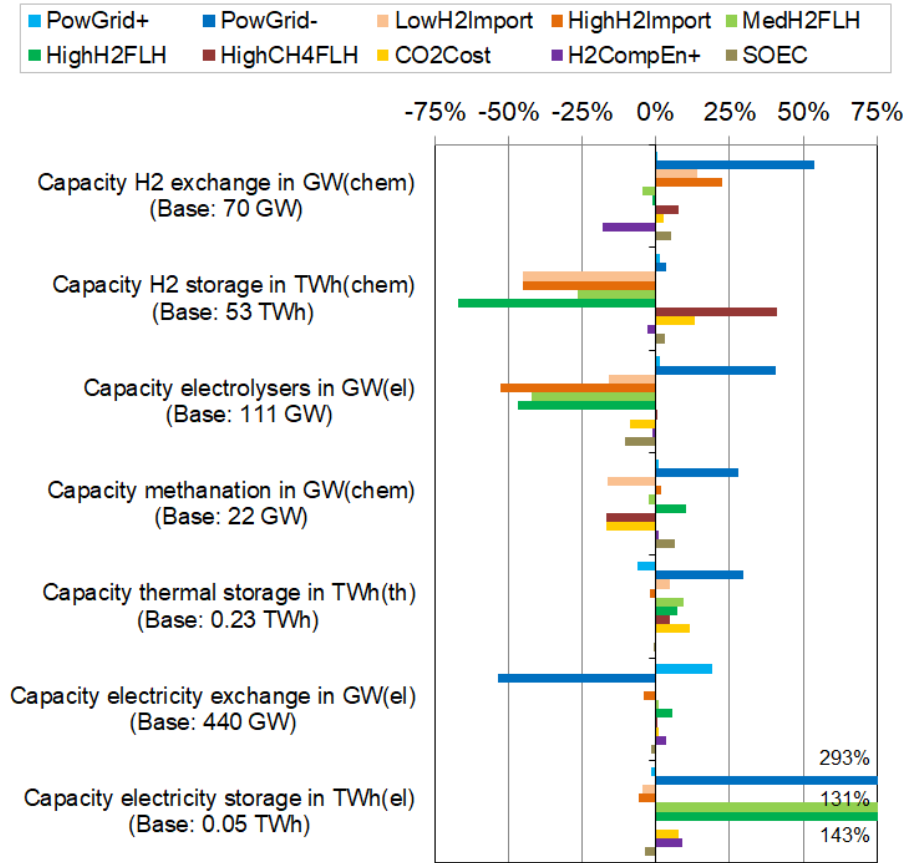 PowGrid+ PowGrid- LowH2Import HighH2Import MedH2FLH
HighH2FLH HighCH4FLH CO2Cost H2CompEn+ SOEC
-75% -50% -25% 0% 25% 50% 75%
Capacity H2 exchange in GW(chem)
(Base: 70 GW)
Capacity H2 storage in TWh(chem)
(Base: 53 TWh)
Capacity electrolysers in GW(el)
(Base: 111 GW)
Capacity methanation in GW(chem)
(Base: 22 GW)
Capacity thermal storage in TWh(th)
(Base: 0.23 TWh)
Capacity electricity exchange in GW(el)
(Base: 440 GW)
293%
Capacity electricity storage in TWh(el)
(Base: 0.05 TWh)
131%
143%